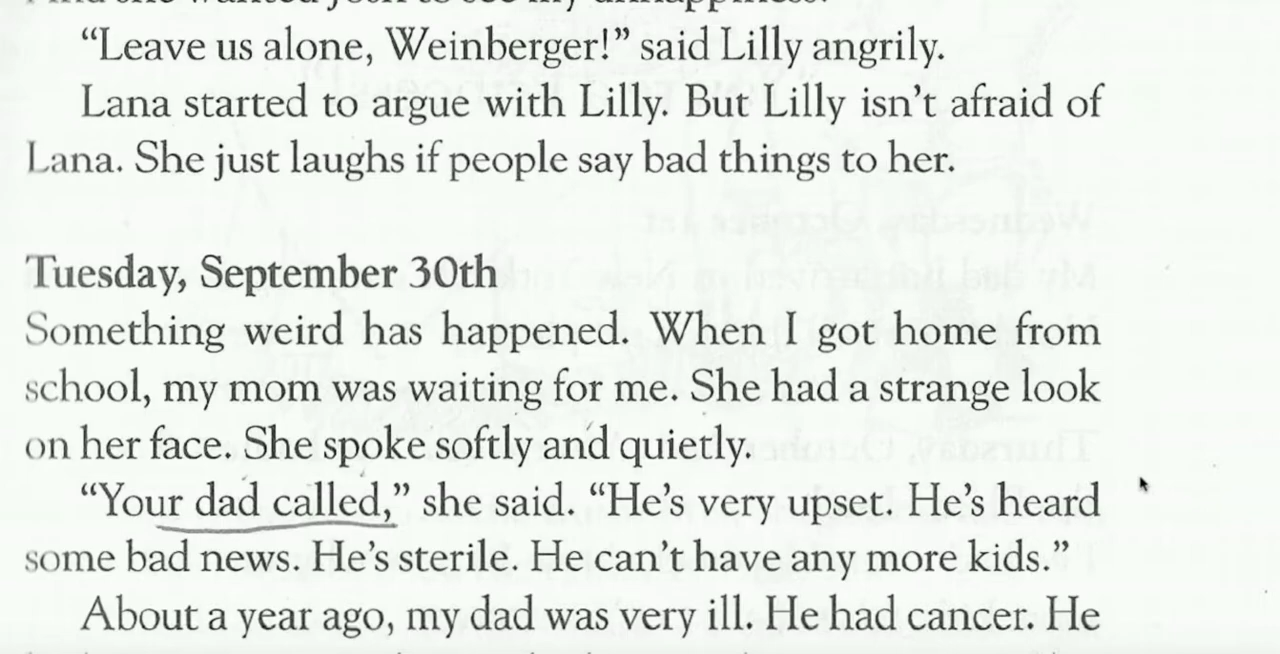 “Leave us alone, Weinberger!” said Lilly angrily.
Lana started to argue with Lilly. But Lilly isn’t afraid of
Lana. She just laughs if people say bad things to her.
Tuesday, September 30th
Something weird has happened. When I got home from
school, my mom was waiting for me. She had a strange look
on her face. She spoke softly and quietly.
“Your dad called,” she said. “He’s very upset. He’s heard
some bad news. He’s sterile. He can’t have any more kids.”
About a year ago, my dad was very ill. He had cancer. He